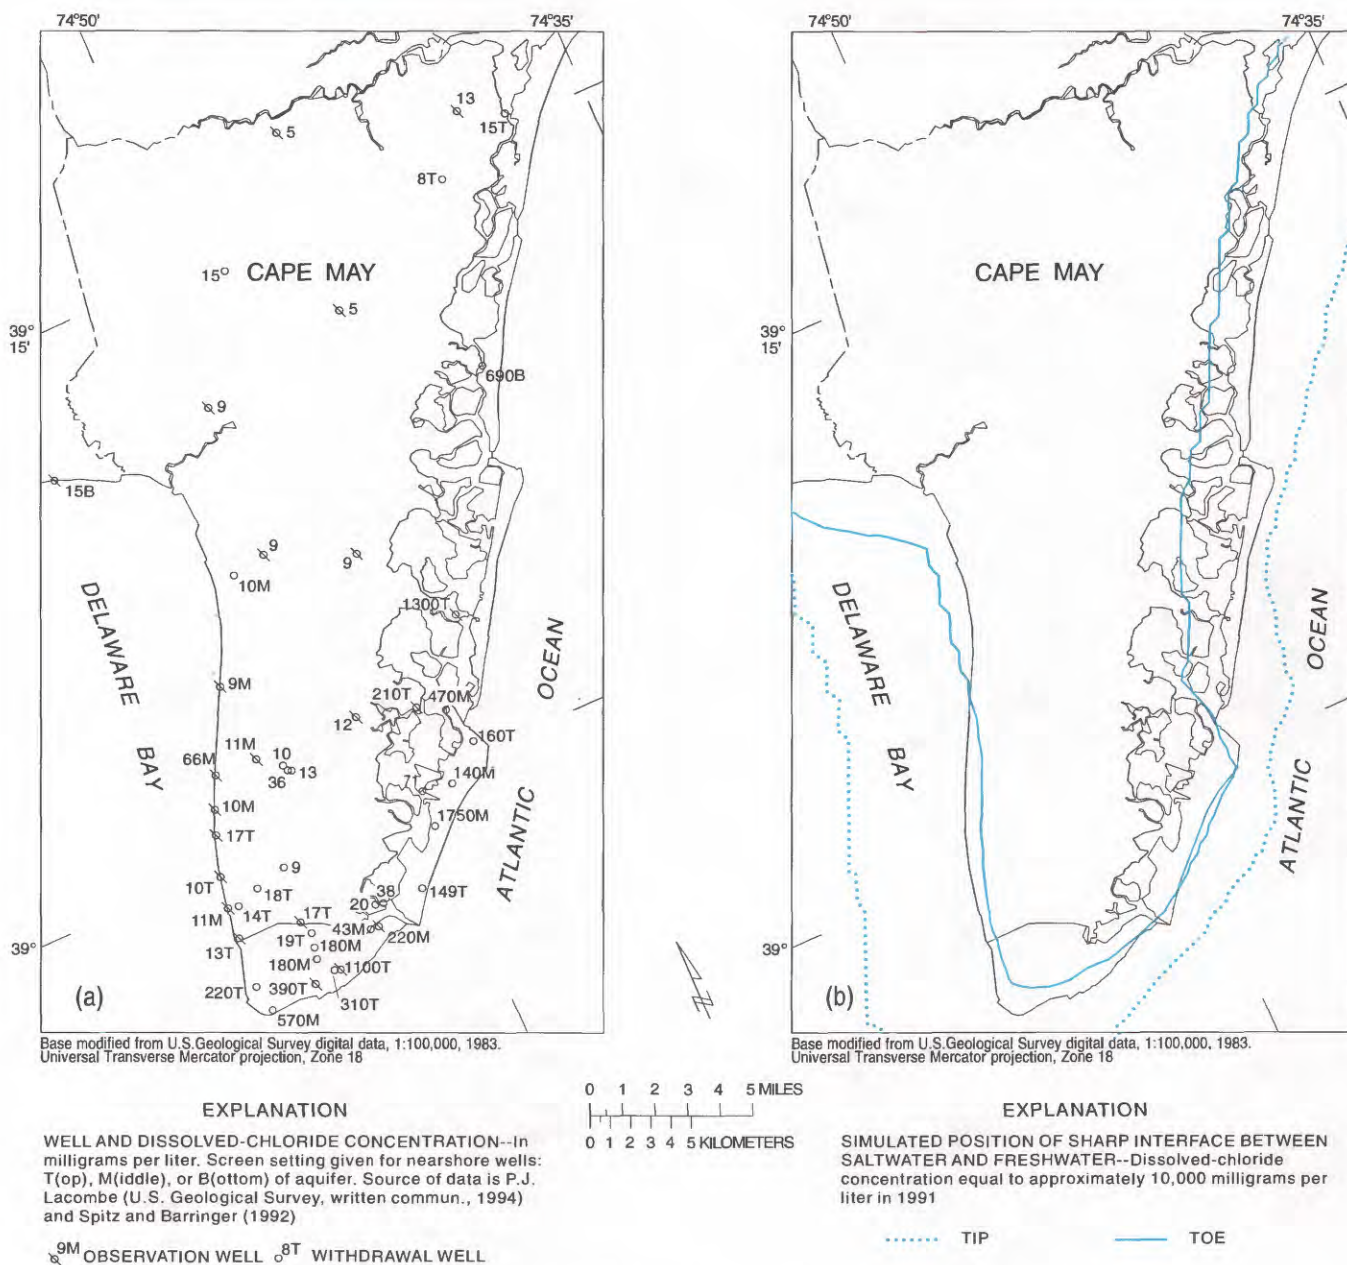 74°50'
74°35'
74°50'
74°35'
13
15T
5
8T
15
CAPE MAY
5
39°
15'
690B
9
15B
9
9
10M
1300T
DELAWARE
BAY
OCEAN
9M
210T
470M
12
160T
11M
10
66M
13
36
140M
10M
1750M
17T
9
10T
18T
38
149T
20
11M
14T
17T
43M
220M
13T
19T
180M
39°
180M
1100T
220T
390T
310T
570M
ATLANTIC
(a)
CAPE MAY
39°
15'
DELAWARE
BAY
OCEAN
ATLANTIC
39°
(b)
Base modified from U.S.Geological Survey digital data, 1:100,000, 1983.
Universal Transverse Mercator projection, Zone 18
Base modified from U.S.Geological Survey digital data, 1:100,000, 1983.
Universal Transverse Mercator projection, Zone 18
0 1 2 3 4 5 MILES
0 1 2 3 4 5 KILOMETERS
EXPLANATION
WELL AND DISSOLVED-CHLORIDE CONCENTRATION--In
milligrams per liter. Screen setting given for nearshore wells:
T(op), M(iddle), or B(ottom) of aquifer. Source of data is P.J.
Lacombe (U.S. Geological Survey, written commun., 1994)
and Spitz and Barringer (1992)
9M OBSERVATION WELL 8T WITHDRAWAL WELL
EXPLANATION
SIMULATED POSITION OF SHARP INTERFACE BETWEEN
SALTWATER AND FRESHWATER--Dissolved-chloride
concentration equal to approximately 10,000 milligrams per
liter in 1991
TIP TOE